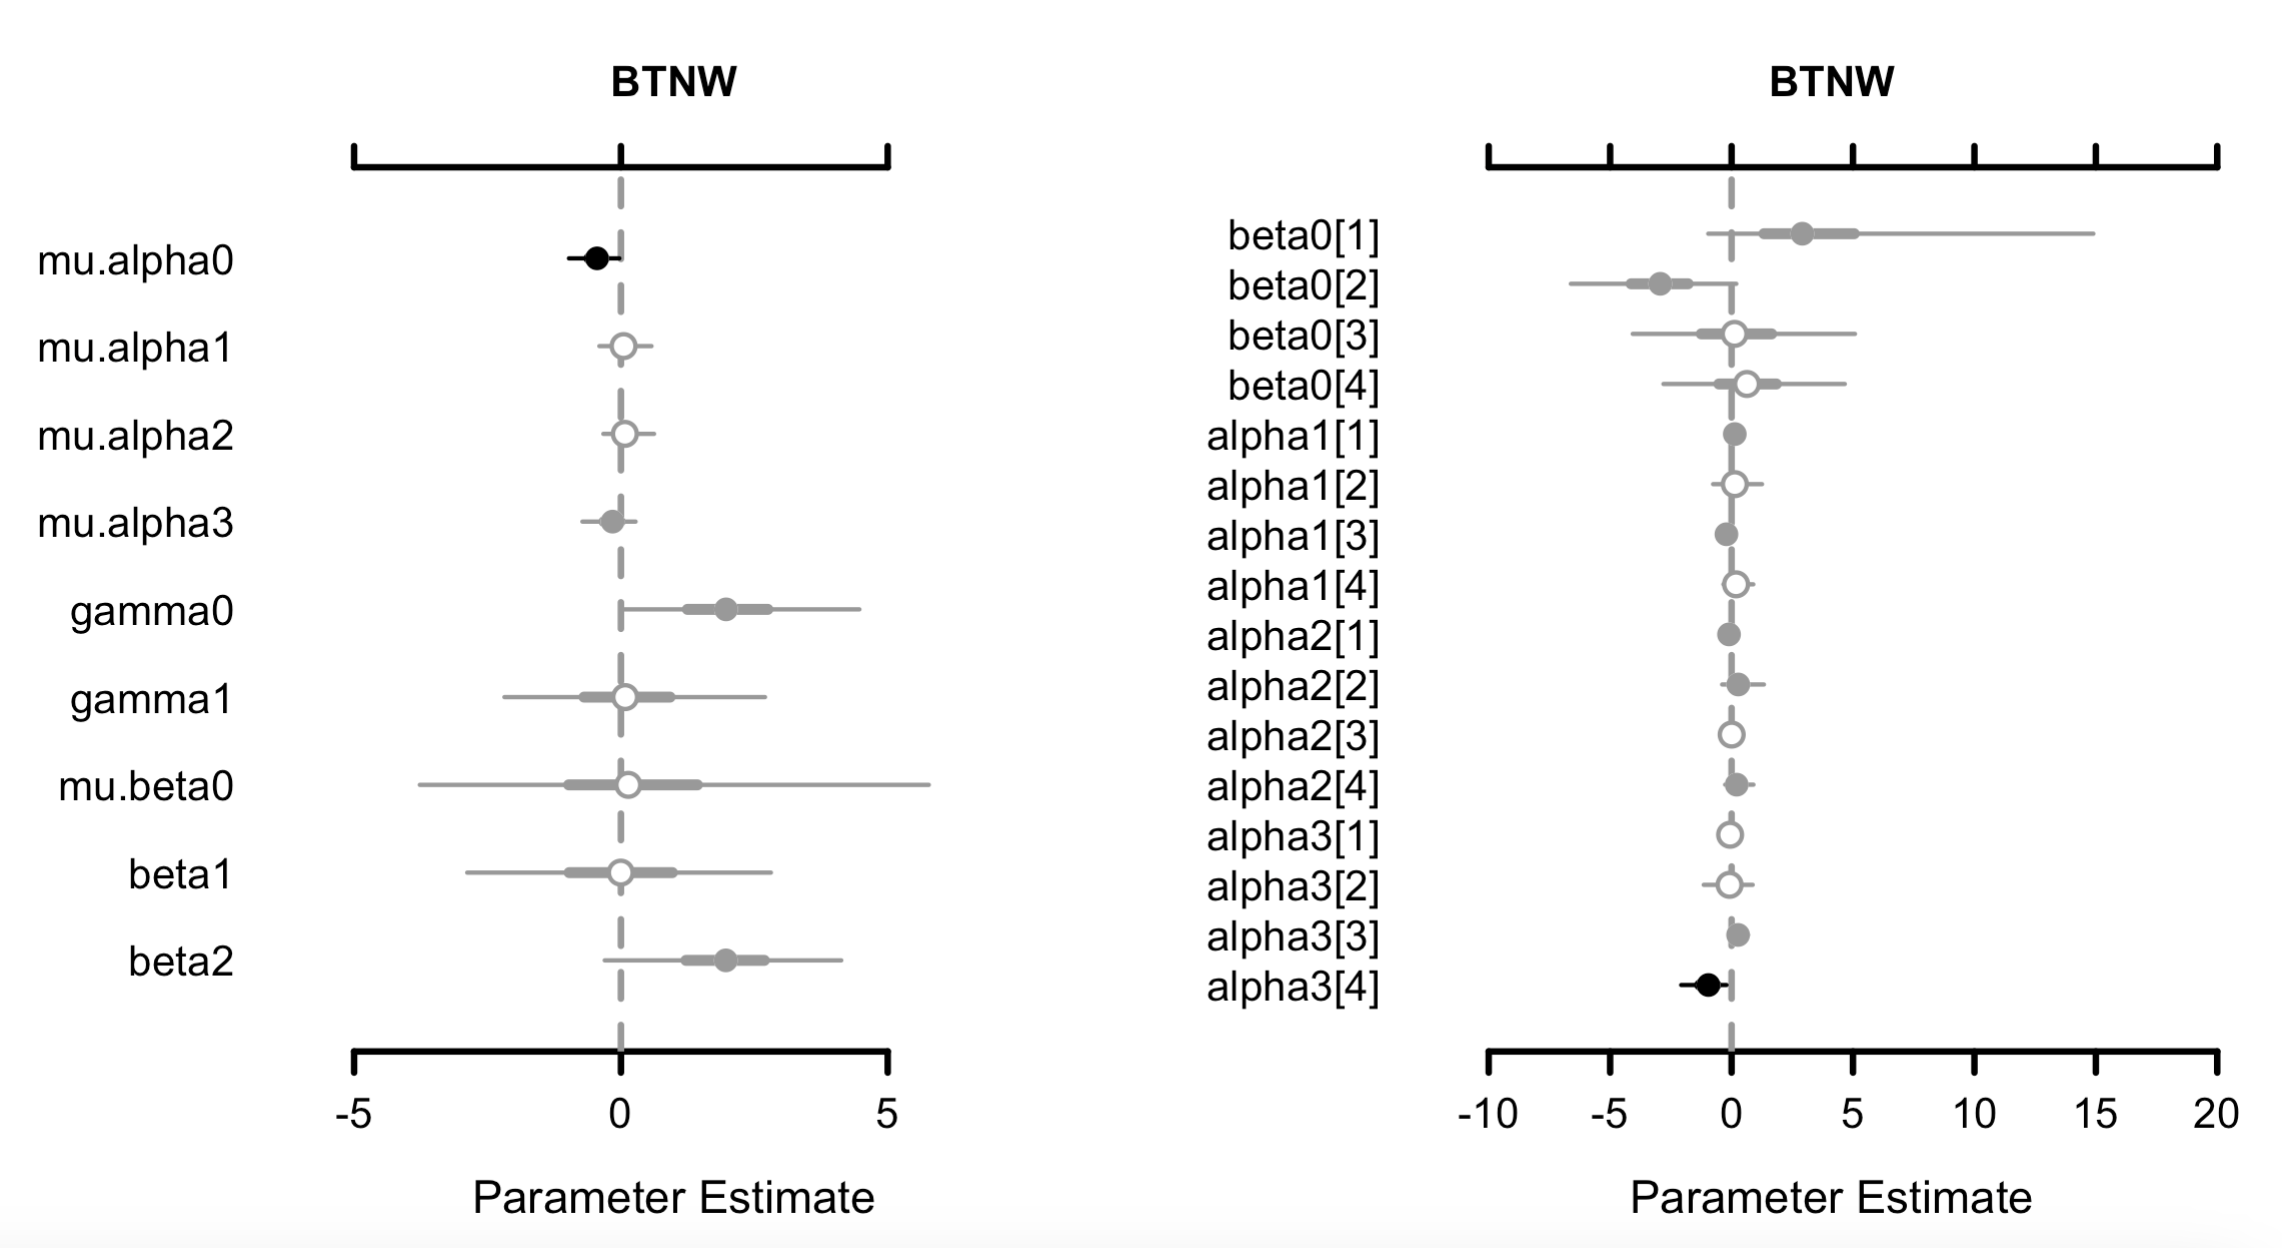 BTNW
mu.alpha0
mu.alpha1
mu.alpha2
mu.alpha3
gamma0
gamma1
mu.beta0
beta1
beta2
-5 0 5
Parameter Estimate
BTNW
beta0[1]
beta0[2]
beta0[3]
beta0[4]
alpha1[1]
alpha1[2]
alpha1[3]
alpha1[4]
alpha2[1]
alpha2[2]
alpha2[3]
alpha2[4]
alpha3[1]
alpha3[2]
alpha3[3]
alpha3[4]
-10 -5 0 5 10 15 20
Parameter Estimate